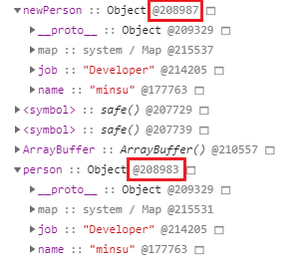 ▼newPerson :: Object @208987
▶__proto__ :: Object @209329
▶map :: system / Map @215537
▶job :: "Developer" @214205
▶name :: "minsu" @177763
▶<symbol> :: safe() @207729
▶<symbol> :: safe() @207739
▶ArrayBuffer :: ArrayBuffer() @210557
▼person :: Object @208983
▶__proto__ :: Object @209329
▶map :: system / Map @215531
▶job :: "Developer" @214205
▶name :: "minsu" @177763